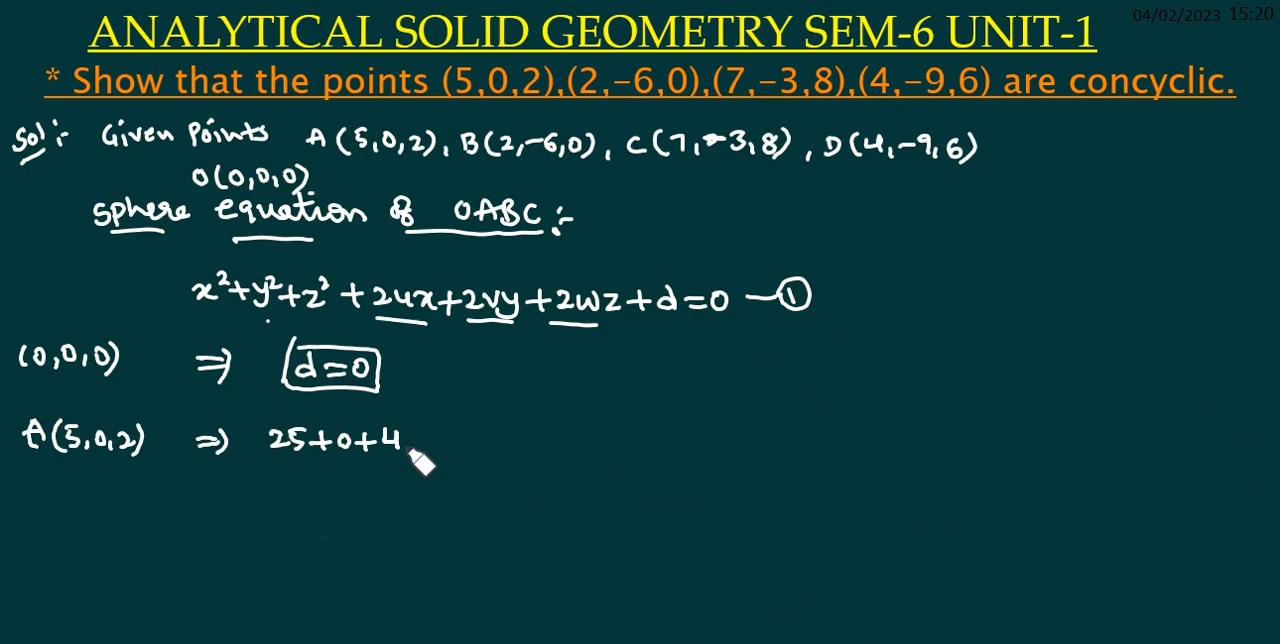 04/02/2023 15:20
ANALYTICAL SOLID GEOMETRY SEM-6 UNIT-1
* Show that the points (5,0,2),(2,-6,0),(7,-3,8),(4,-9,6) are concyclic.
Sol:- Given Points A(5,0,2), B(2,-6,0), C(7,-3,8), D(4,-9,6)
O(0,0,0)
Sphere equation of OABC:-
x²+y²+z²+2ux+2vy+2wz+d=0 —①
(0,0,0) ⇒ d=0
A(5,0,2) ⇒ 25+0+4